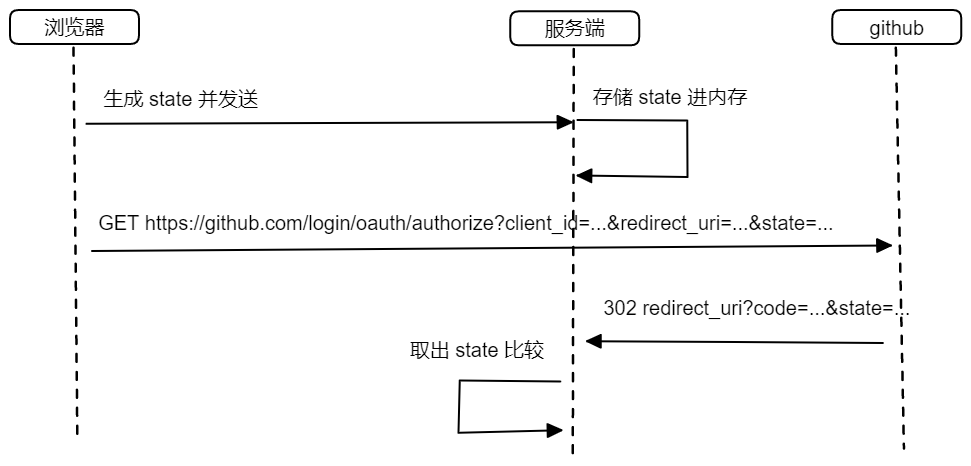 浏览器
服务端
github
生成 state 并发送
存储 state 进内存
GET https://github.com/login/oauth/authorize?client_id=...&redirect_uri=...&state=...
302 redirect_uri?code=...&state=...
取出 state 比较